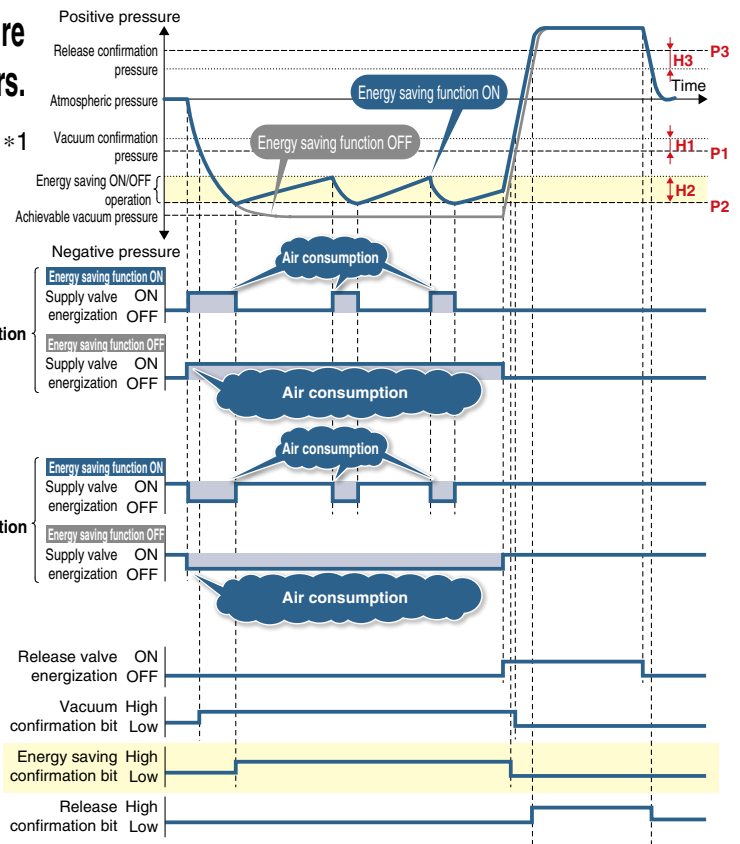 re
rs.
*1
Positive pressure
Release confirmation
pressure
P3
H3
Time
Atmospheric pressure
Energy saving function ON
Vacuum confirmation
pressure
Energy saving function OFF
H1
P1
Energy saving ON/OFF
operation
H2
P2
Achievable vacuum pressure
Negative pressure
Energy saving function ON
Supply valve ON
energization OFF
Air consumption
tion
Energy saving function OFF
Supply valve ON
energization OFF
Air consumption
Energy saving function ON
Supply valve ON
energization OFF
Air consumption
tion
Energy saving function OFF
Supply valve ON
energization OFF
Air consumption
Release valve ON
energization OFF
Vacuum High
confirmation bit Low
Energy saving High
confirmation bit Low
Release High
confirmation bit Low